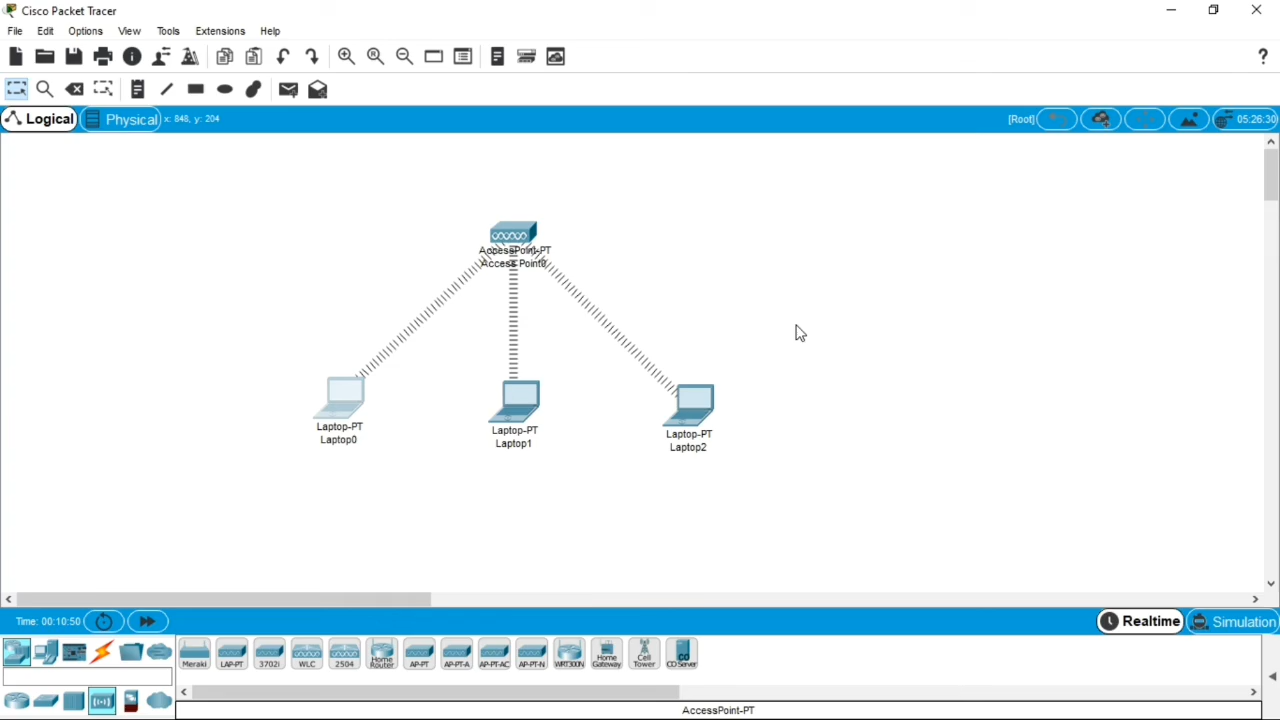 Cisco Packet Tracer
File Edit Options View Tools Extensions Help
?
Logical Physical x: 848, y: 204 [Root] 05:26:30
AccessPoint-PT
Access Point0
Laptop-PT
Laptop0
Laptop-PT
Laptop1
Laptop-PT
Laptop2
Time: 00:10:50 Realtime Simulation
Meraki LAP-PT 3702i WLC 2504 Home Router AP-PT AP-PT-A AP-PT-AC AP-PT-N WRT300N Home Gateway Cell Tower CO Server
AccessPoint-PT